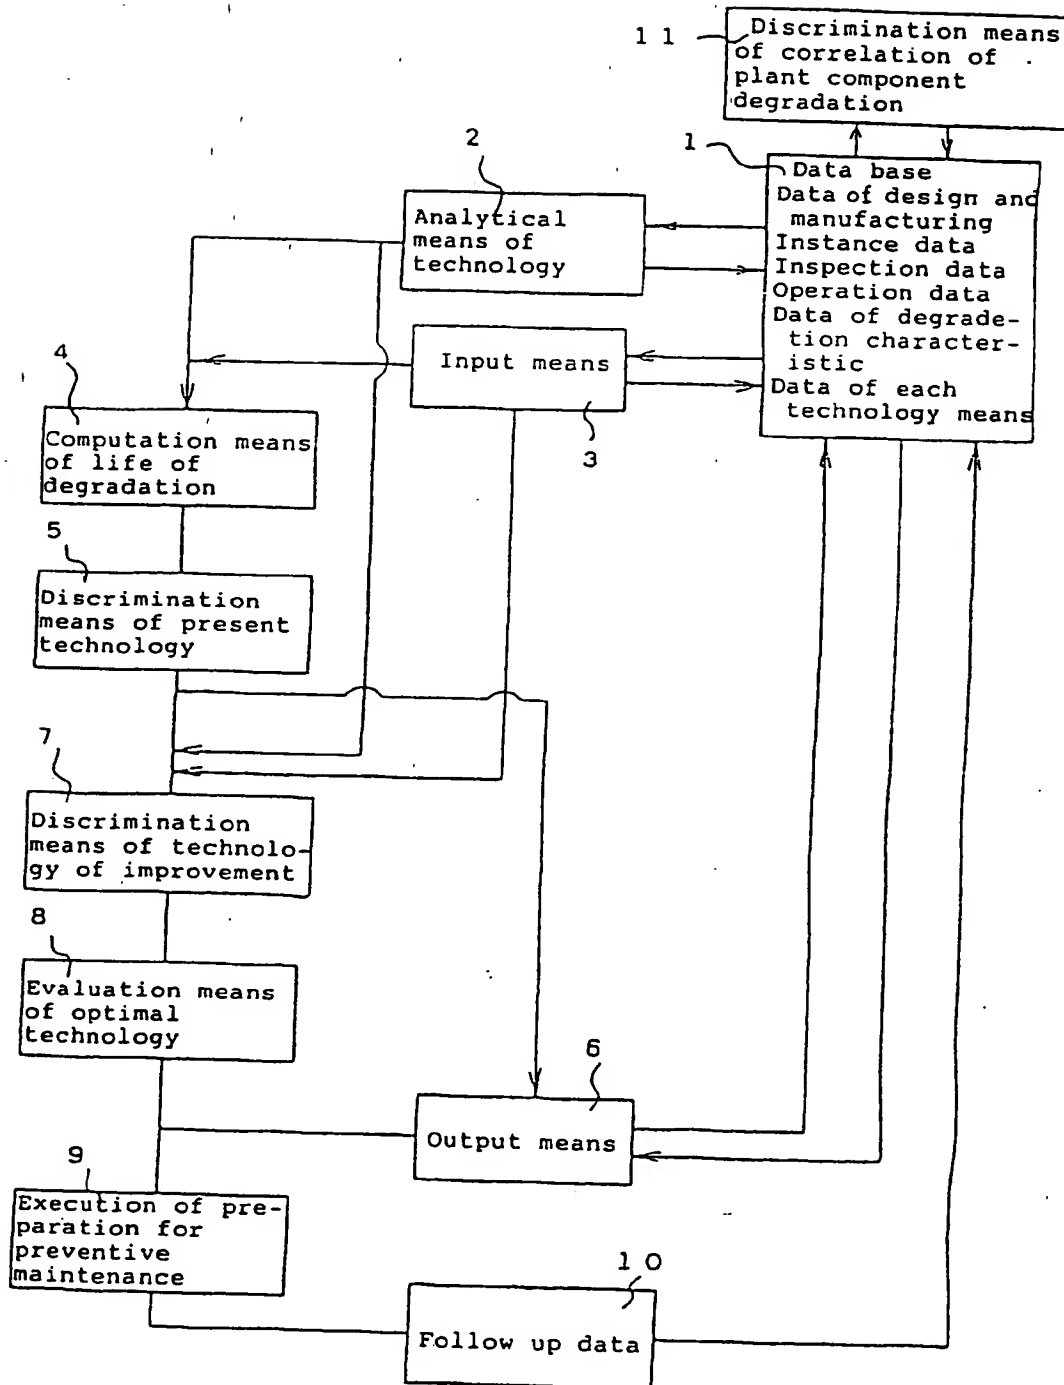 11
Discrimination means
of correlation of
plant component
degradation
2
1
Data base
Data of design and
manufacturing
Instance data
Inspection data
Operation data
Data of degrade-
tion character-
istic
Data of each
technology means
Analytical
means of
technology
Input means
3
4
Computation means
of life of
degradation
5
Discrimination
means of present
technology
7
Discrimination
means of technolo-
gy of improvement
8
Evaluation means
of optimal
technology
6
Output means
9
Execution of pre-
paration for
preventive
maintenance
10
Follow up data